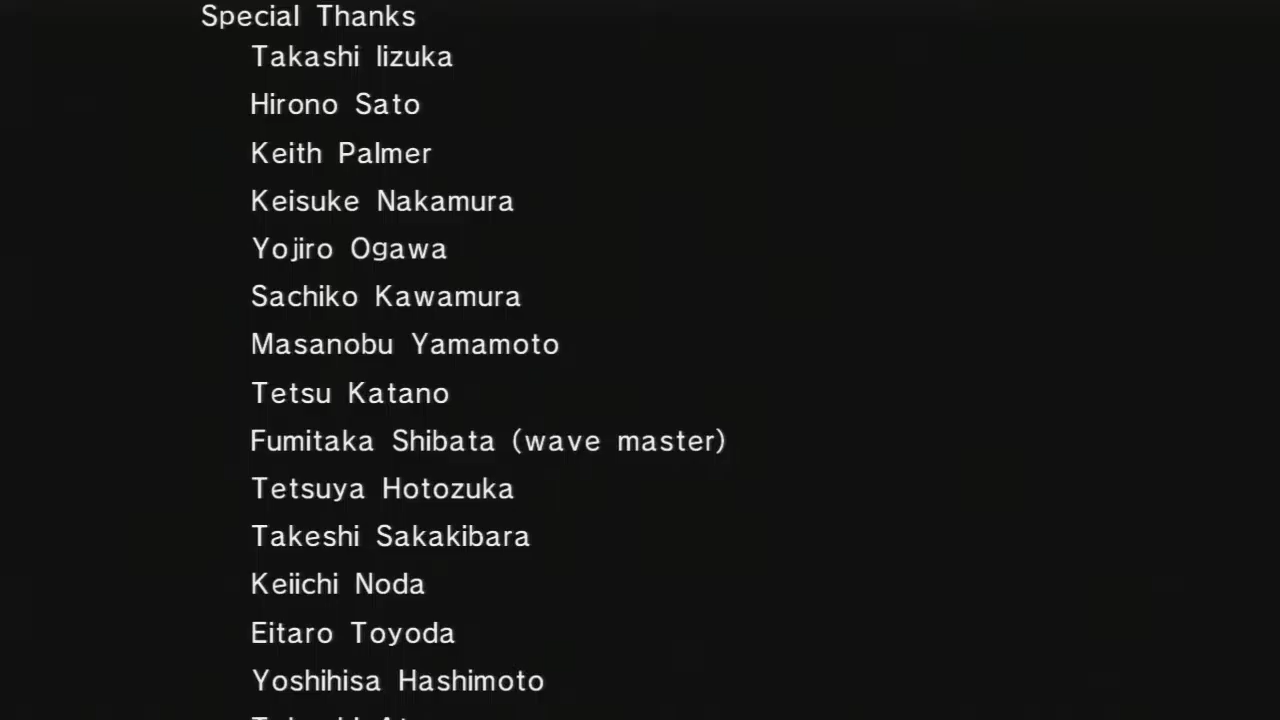 Special Thanks
Takashi Iizuka
Hirono Sato
Keith Palmer
Keisuke Nakamura
Yojiro Ogawa
Sachiko Kawamura
Masanobu Yamamoto
Tetsu Katano
Fumitaka Shibata (wave master)
Tetsuya Hotozuka
Takeshi Sakakibara
Keiichi Noda
Eitaro Toyoda
Yoshihisa Hashimoto